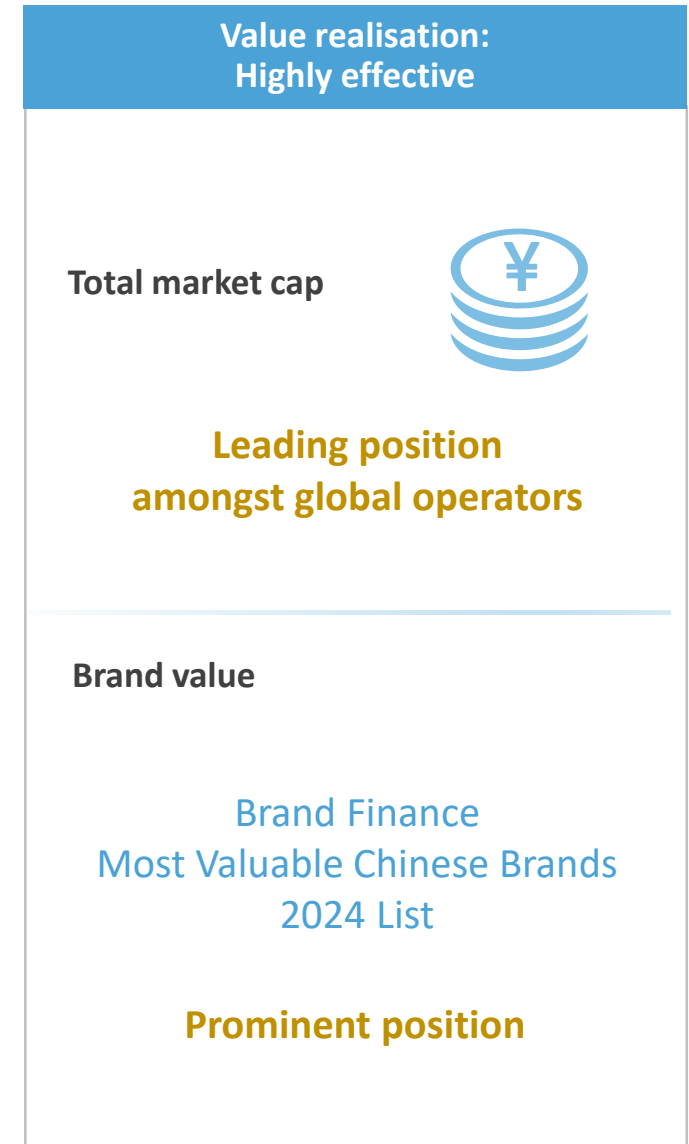 Value realisation:
Highly effective
Total market cap
¥
Leading position
amongst global operators
Brand value
Brand Finance
Most Valuable Chinese Brands
2024 List
Prominent position